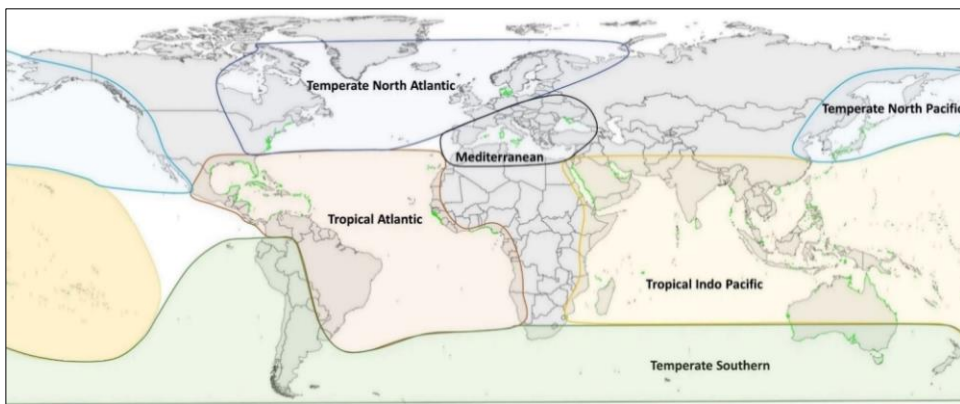 Temperate North Atlantic
Temperate North Pacific
Mediterranean
Tropical Atlantic
Tropical Indo Pacific
Temperate Southern